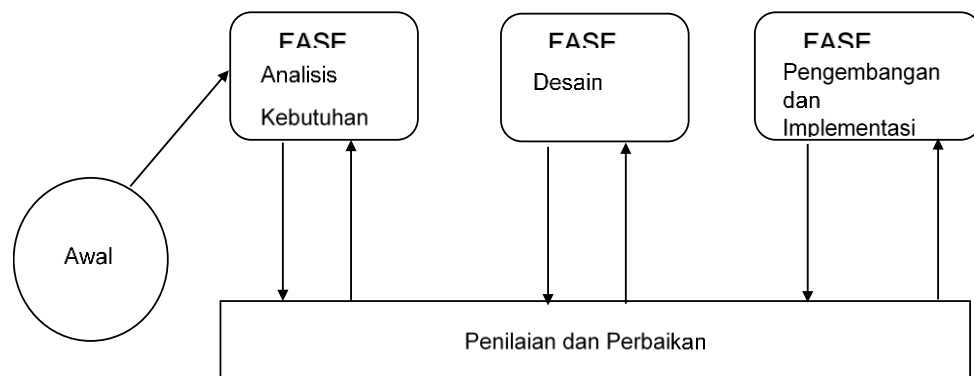 FASE
Analisis
Kebutuhan
FASE
Desain
FASE
Pengembangan
dan
Implementasi
Awal
Penilaian dan Perbaikan